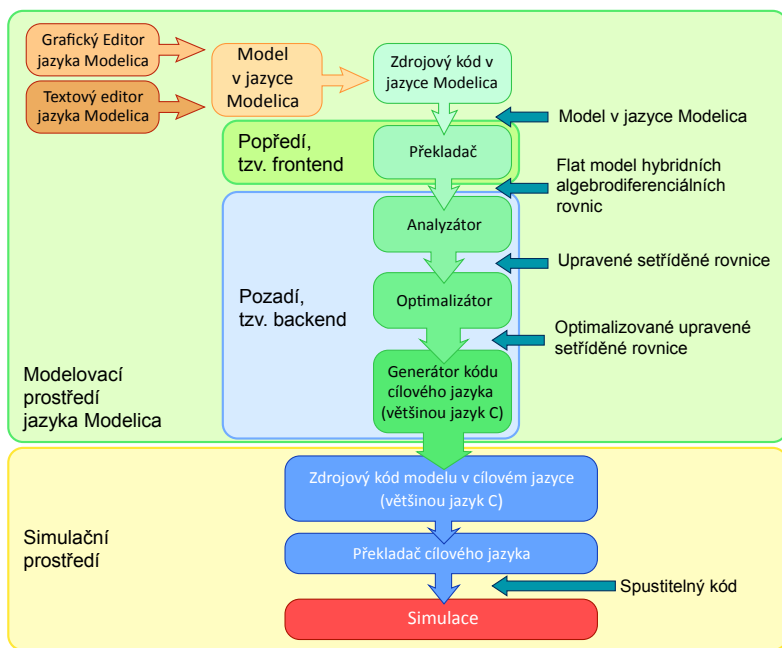 Grafický Editor
jazyka Modelica
Textový editor
jazyka Modelica
Model
v jazyce
Modelica
Zdrojový kód v
jazyce Modelica
Model v jazyce Modelica
Popředí,
tzv. frontend
Překladač
Flat model hybridních
algebrodiferenciálních
rovnic
Analyzátor
Upravené setříděné rovnice
Pozadí,
tzv. backend
Optimalizátor
Optimalizované upravené
setříděné rovnice
Generátor kódu
cílového jazyka
(většinou jazyk C)
Modelovací
prostředí
jazyka Modelica
Zdrojový kód modelu v cílovém jazyce
(většinou jazyk C)
Simulační
prostředí
Překladač cílového jazyka
Spustitelný kód
Simulace